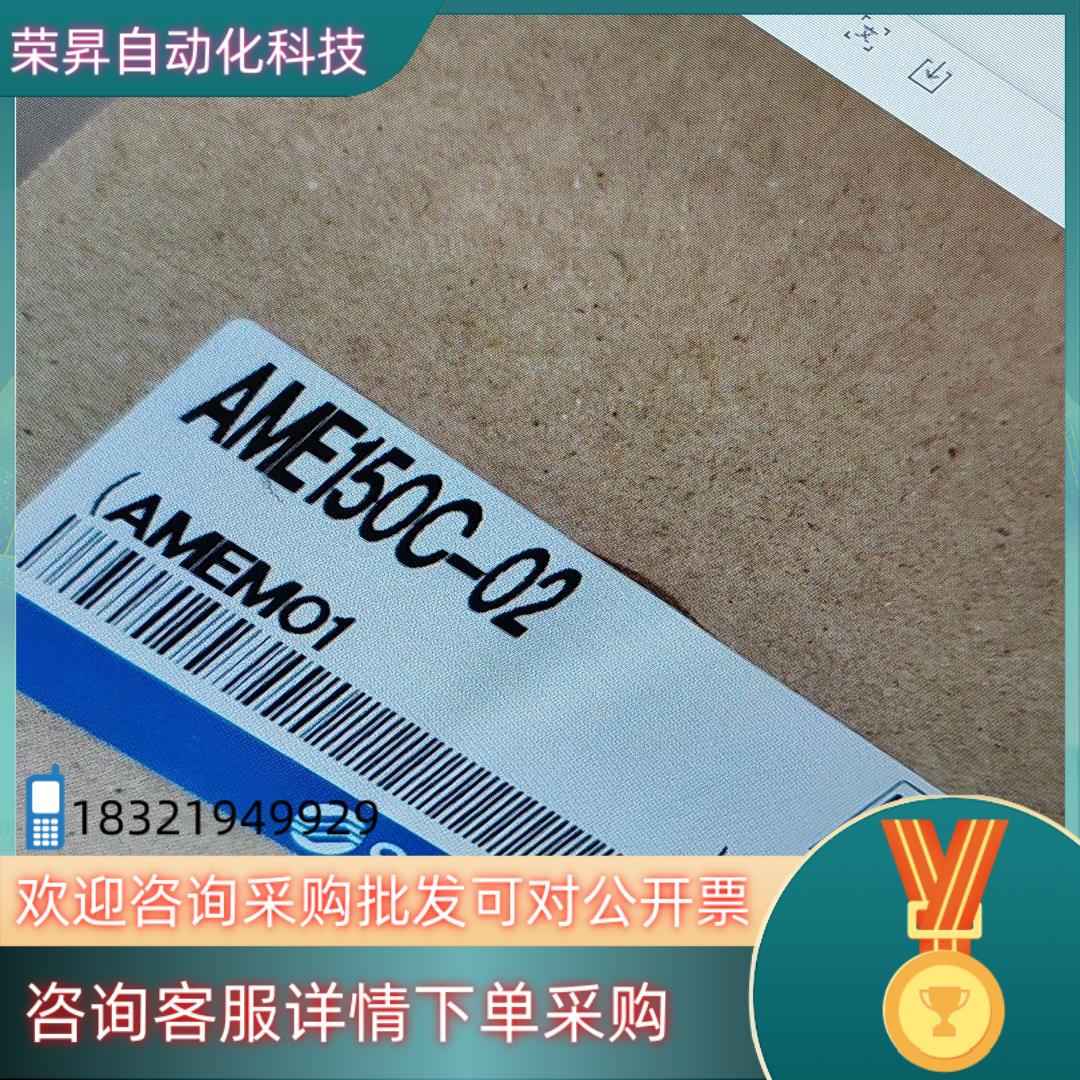 荣昇自动化科技
AME150C-02
(AMEM01
18321949929
欢迎咨询采购批发可对公开票
咨询客服详情下单采购